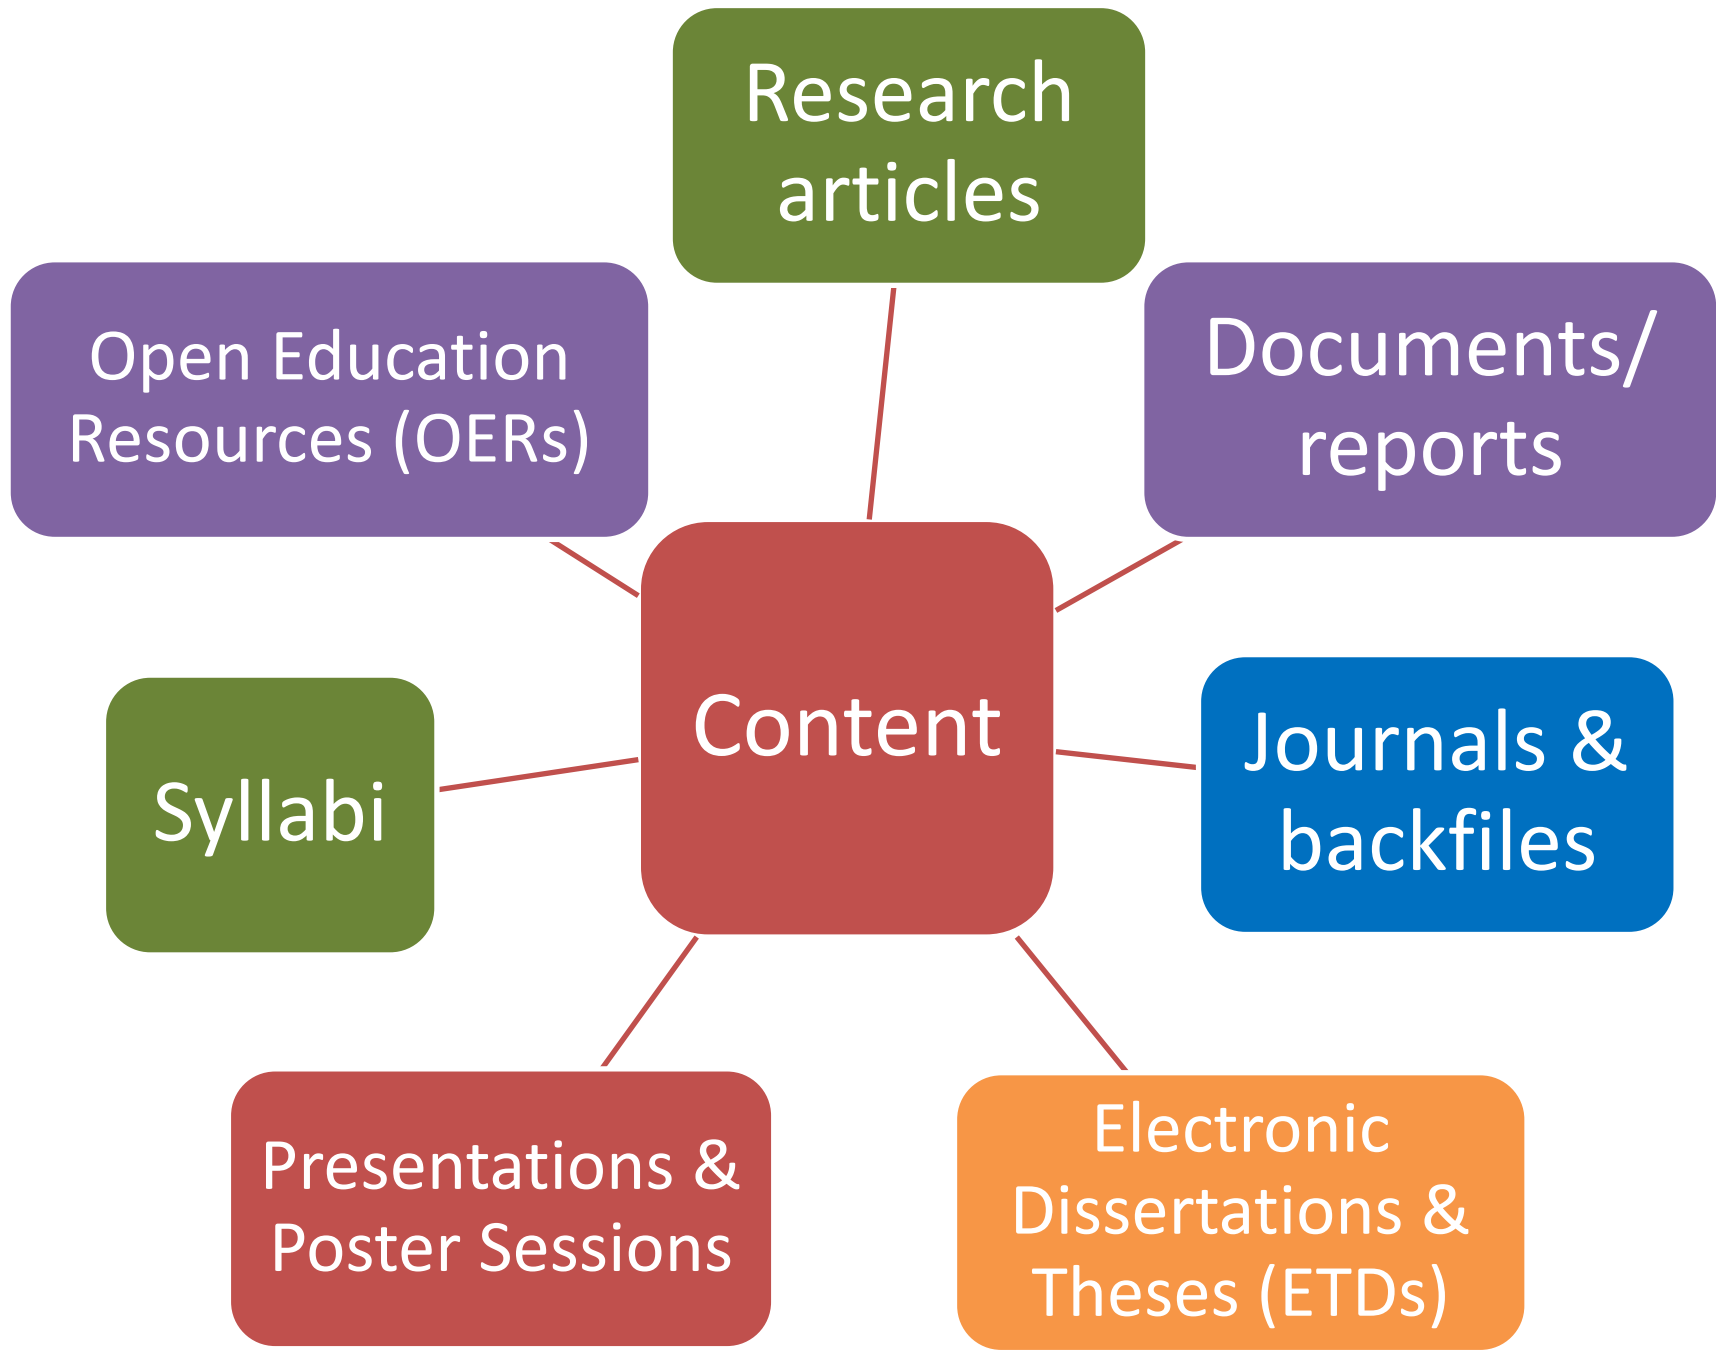 Research
articles
Open Education
Resources (OERs)
Documents/
reports
Content
Journals &
backfiles
Syllabi
Presentations &
Poster Sessions
Electronic
Dissertations &
Theses (ETDs)